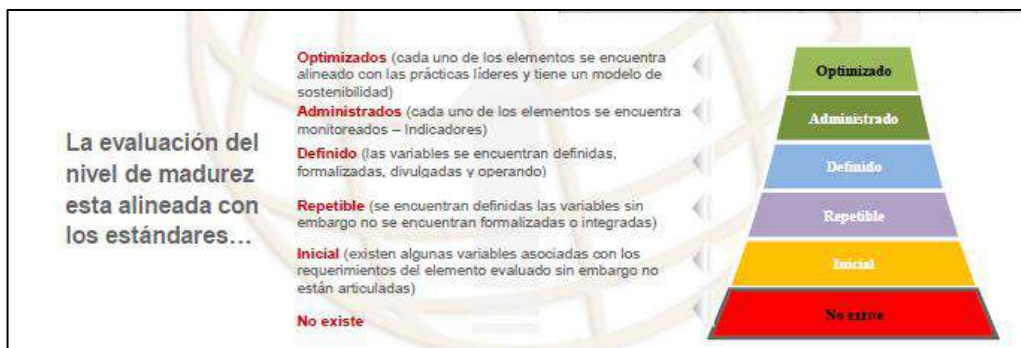 La evaluación del
nivel de madurez
esta alineada con
los estándares...
Optimizados (cada uno de los elementos se encuentra
alineado con las prácticas líderes y tiene un modelo de
sostenibilidad)
Administrados (cada uno de los elementos se encuentra
monitoreados – Indicadores)
Definido (las variables se encuentran definidas,
formalizadas, divulgadas y operando)
Repetible (se encuentran definidas las variables sin
embargo no se encuentran formalizadas o integradas)
Inicial (existen algunas variables asociadas con los
requerimientos del elemento evaluado sin embargo no
están articuladas)
No existe
Optimizado
Administrado
Definido
Repetible
Inicial
No existe